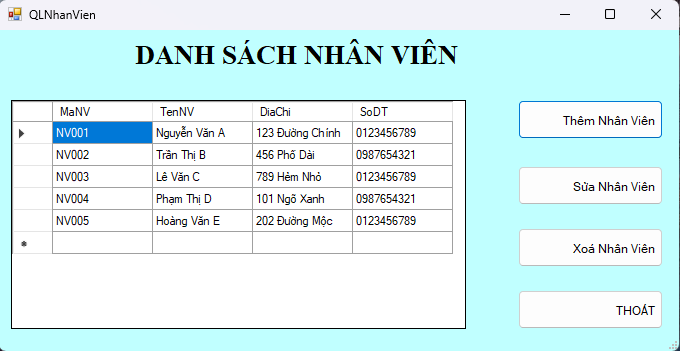 QLNhanVien
DANH SÁCH NHÂN VIÊN
MaNV TenNV DiaChi SoDT
NV001 Nguyễn Văn A 123 Đường Chính 0123456789
NV002 Trần Thị B 456 Phố Dài 0987654321
NV003 Lê Văn C 789 Hẻm Nhỏ 0123456789
NV004 Phạm Thị D 101 Ngõ Xanh 0987654321
NV005 Hoàng Văn E 202 Đường Mộc 0123456789
Thêm Nhân Viên
Sửa Nhân Viên
Xoá Nhân Viên
THOÁT